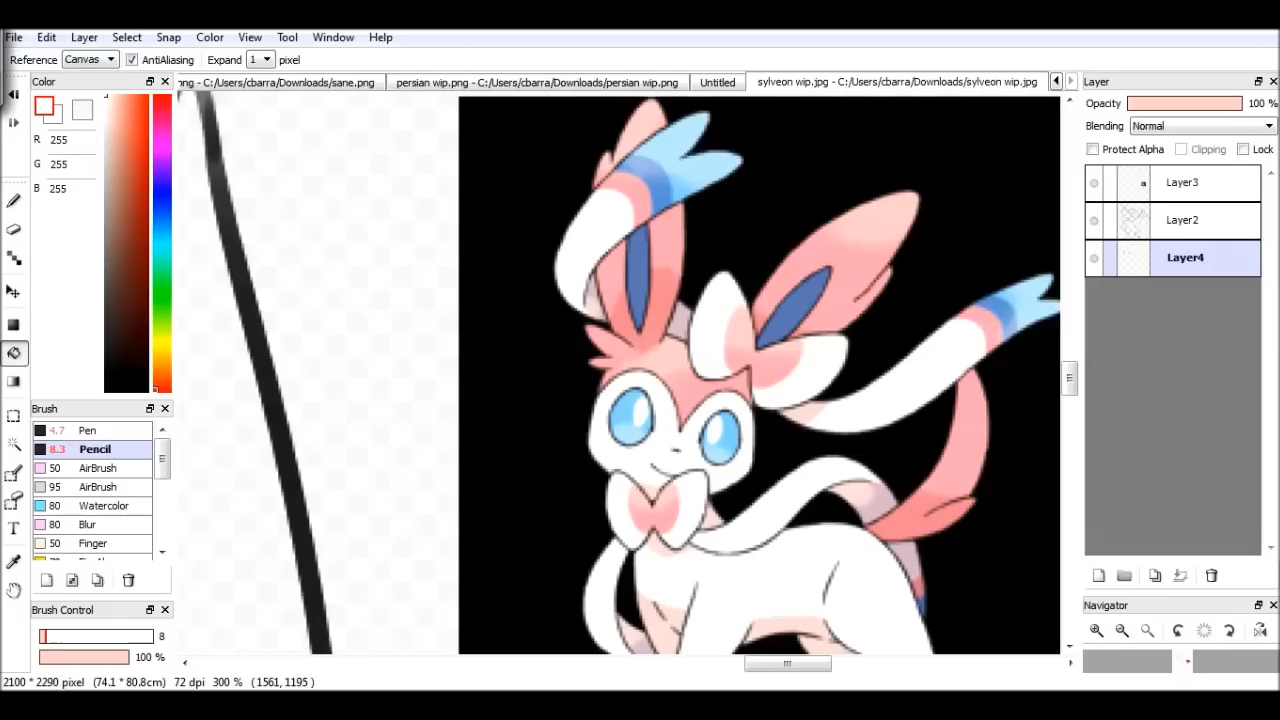 File Edit Layer Select Snap Color View Tool Window Help
Reference Canvas AntiAliasing Expand 1 pixel
Color
png - C:/Users/cbarra/Downloads/sane.png persian wip.png - C:/Users/cbarra/Downloads/persian wip.png Untitled sylveon wip.jpg - C:/Users/cbarra/Downloads/sylveon wip.jpg
R 255
G 255
B 255
Brush
4.7 Pen
8.3 Pencil
50 AirBrush
95 AirBrush
80 Watercolor
80 Blur
50 Finger
Brush Control
8
100 %
2100 * 2290 pixel (74.1 * 80.8cm) 72 dpi 300 % (1561, 1195 )
Layer
Opacity 100 %
Blending Normal
Protect Alpha Clipping Lock
Layer3
Layer2
Layer4
Navigator